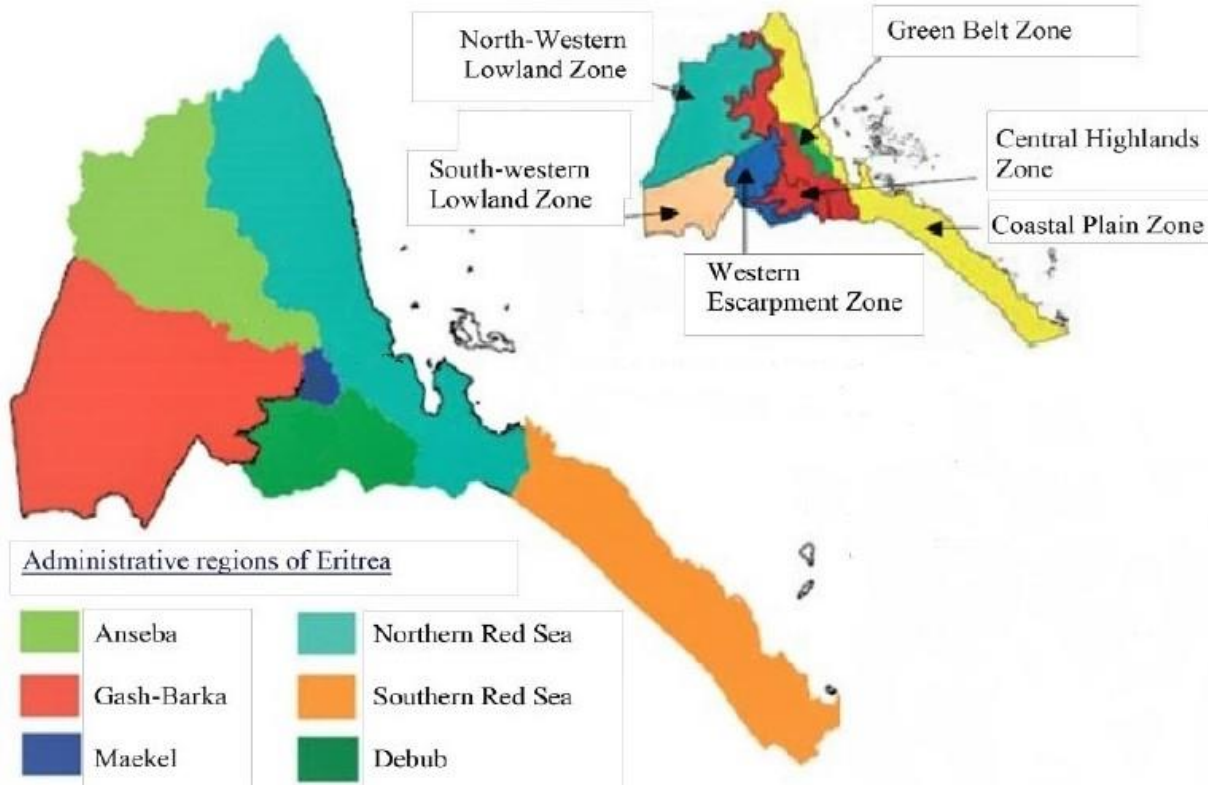 North-Western
Lowland Zone
Green Belt Zone
South-western
Lowland Zone
Central Highlands
Zone
Coastal Plain Zone
Western
Escarpment Zone
Administrative regions of Eritrea
Anseba
Northern Red Sea
Gash-Barka
Southern Red Sea
Maekel
Debub